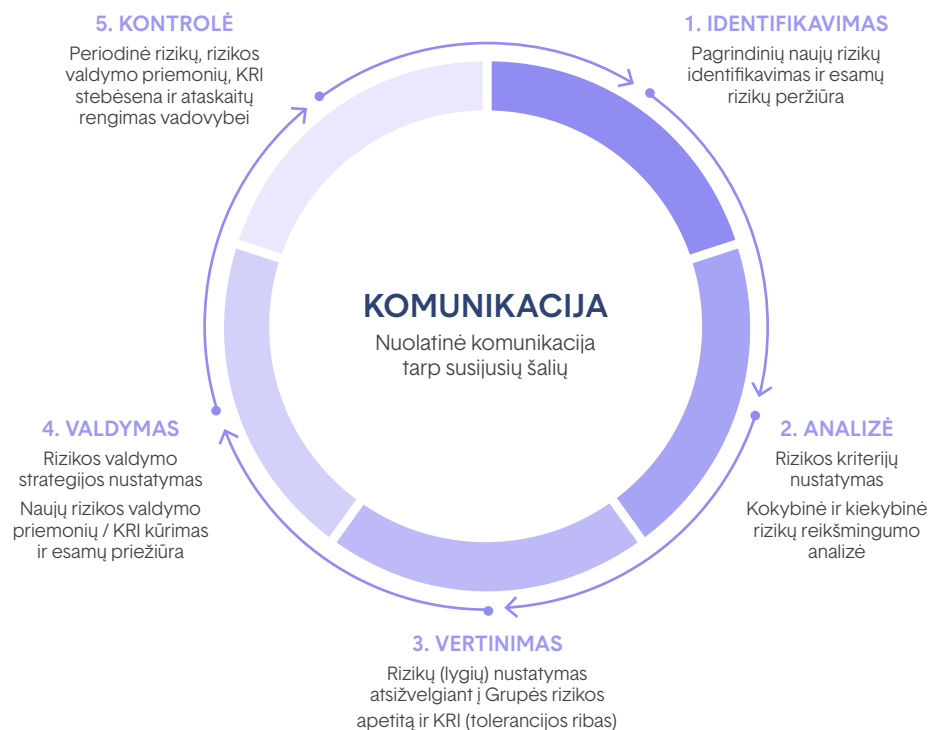 1. IDENTIFIKAVIMAS
Pagrindinių naujų rizikų
identifikavimas ir esamų
rizikų peržiūra
2. ANALIZĖ
Rizikos kriterijų
nustatymas
Kokybinė ir kiekybinė
rizikų reikšmingumo
analizė
3. VERTINIMAS
Rizikų (lygių) nustatymas
atsižvelgiant į Grupės rizikos
apetitą ir KRI (tolerancijos ribas)
4. VALDYMAS
Rizikos valdymo
strategijos nustatymas
Naujų rizikos valdymo
priemonių / KRI kūrimas
ir esamų priežiūra
5. KONTROLĖ
Periodinė rizikų, rizikos
valdymo priemonių, KRI
stebėsena ir ataskaitų
rengimas vadovybei
KOMUNIKACIJA
Nuolatinė komunikacija
tarp susijusių šalių